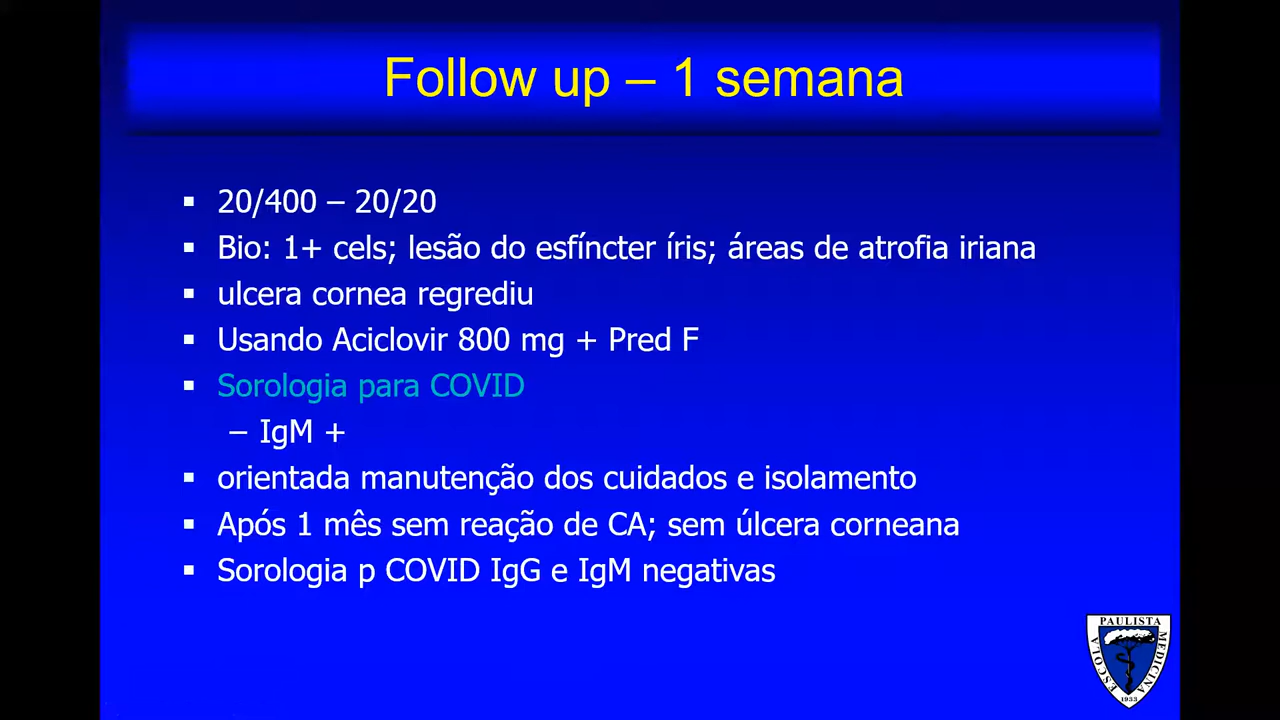 Follow up – 1 semana
▪ 20/400 – 20/20
▪ Bio: 1+ cels; lesão do esfíncter íris; áreas de atrofia iriana
▪ ulcera cornea regrediu
▪ Usando Aciclovir 800 mg + Pred F
▪ Sorologia para COVID
– IgM +
▪ orientada manutenção dos cuidados e isolamento
▪ Após 1 mês sem reação de CA; sem úlcera corneana
▪ Sorologia p COVID IgG e IgM negativas
ESCOLA PAULISTA MEDICINA
1933